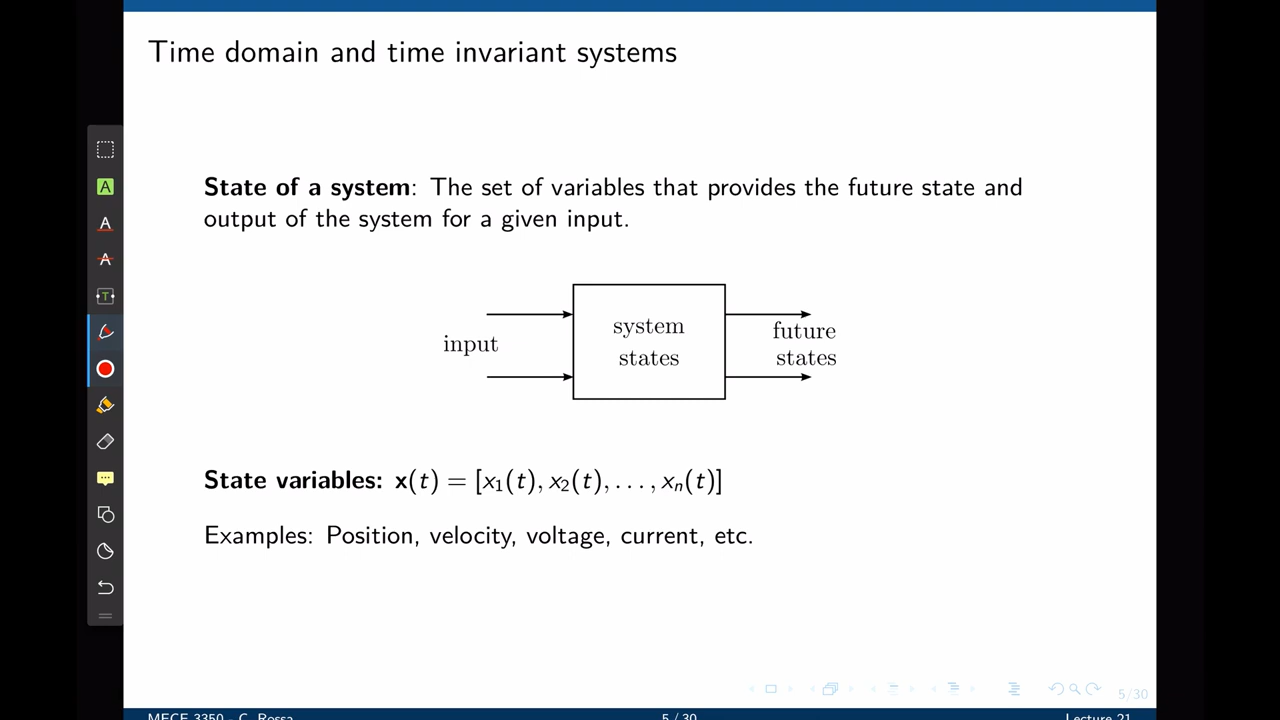 Time domain and time invariant systems
State of a system: The set of variables that provides the future state and
output of the system for a given input.
input
system
states
future
states
State variables: x(t) = [x₁(t), x₂(t), . . . , xₙ(t)]
Examples: Position, velocity, voltage, current, etc.
5/30
MECE 3350 - C. Rossa
5 / 30
Lecture 21